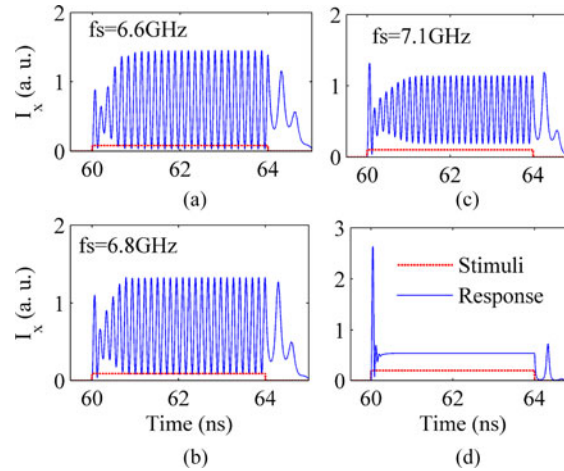 fs=6.6GHz
I_x (a. u.)
2
1
0
60 62 64
(a)
fs=7.1GHz
2
1
0
60 62 64
(c)
fs=6.8GHz
I_x (a. u.)
2
1
0
60 62 64
Time (ns)
(b)
Stimuli
Response
3
2
1
0
60 62 64
Time (ns)
(d)